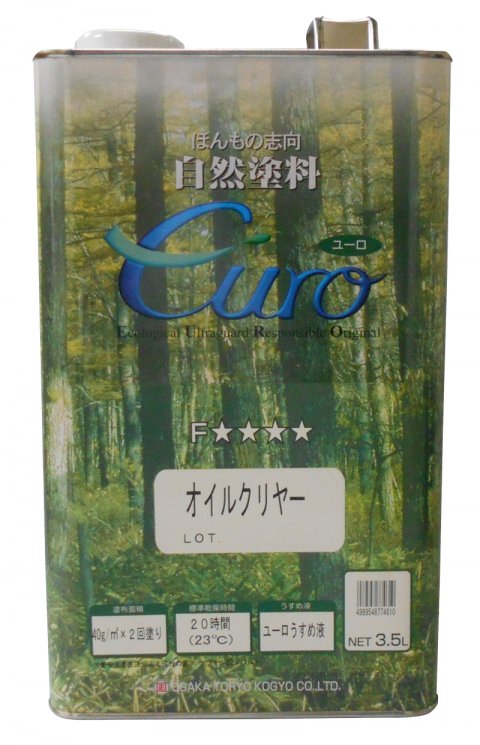 ほんもの志向
自然塗料
Euro
ユーロ
Ecological Ultraguard Responsible Original
F★★★★
オイルクリヤー
LOT.
塗布面積
40g/㎡×2回塗り
標準乾燥時間
20時間
(23℃)
うすめ液
ユーロうすめ液
NET 3.5L
OSAKA TORYO KOGYO CO.,LTD.